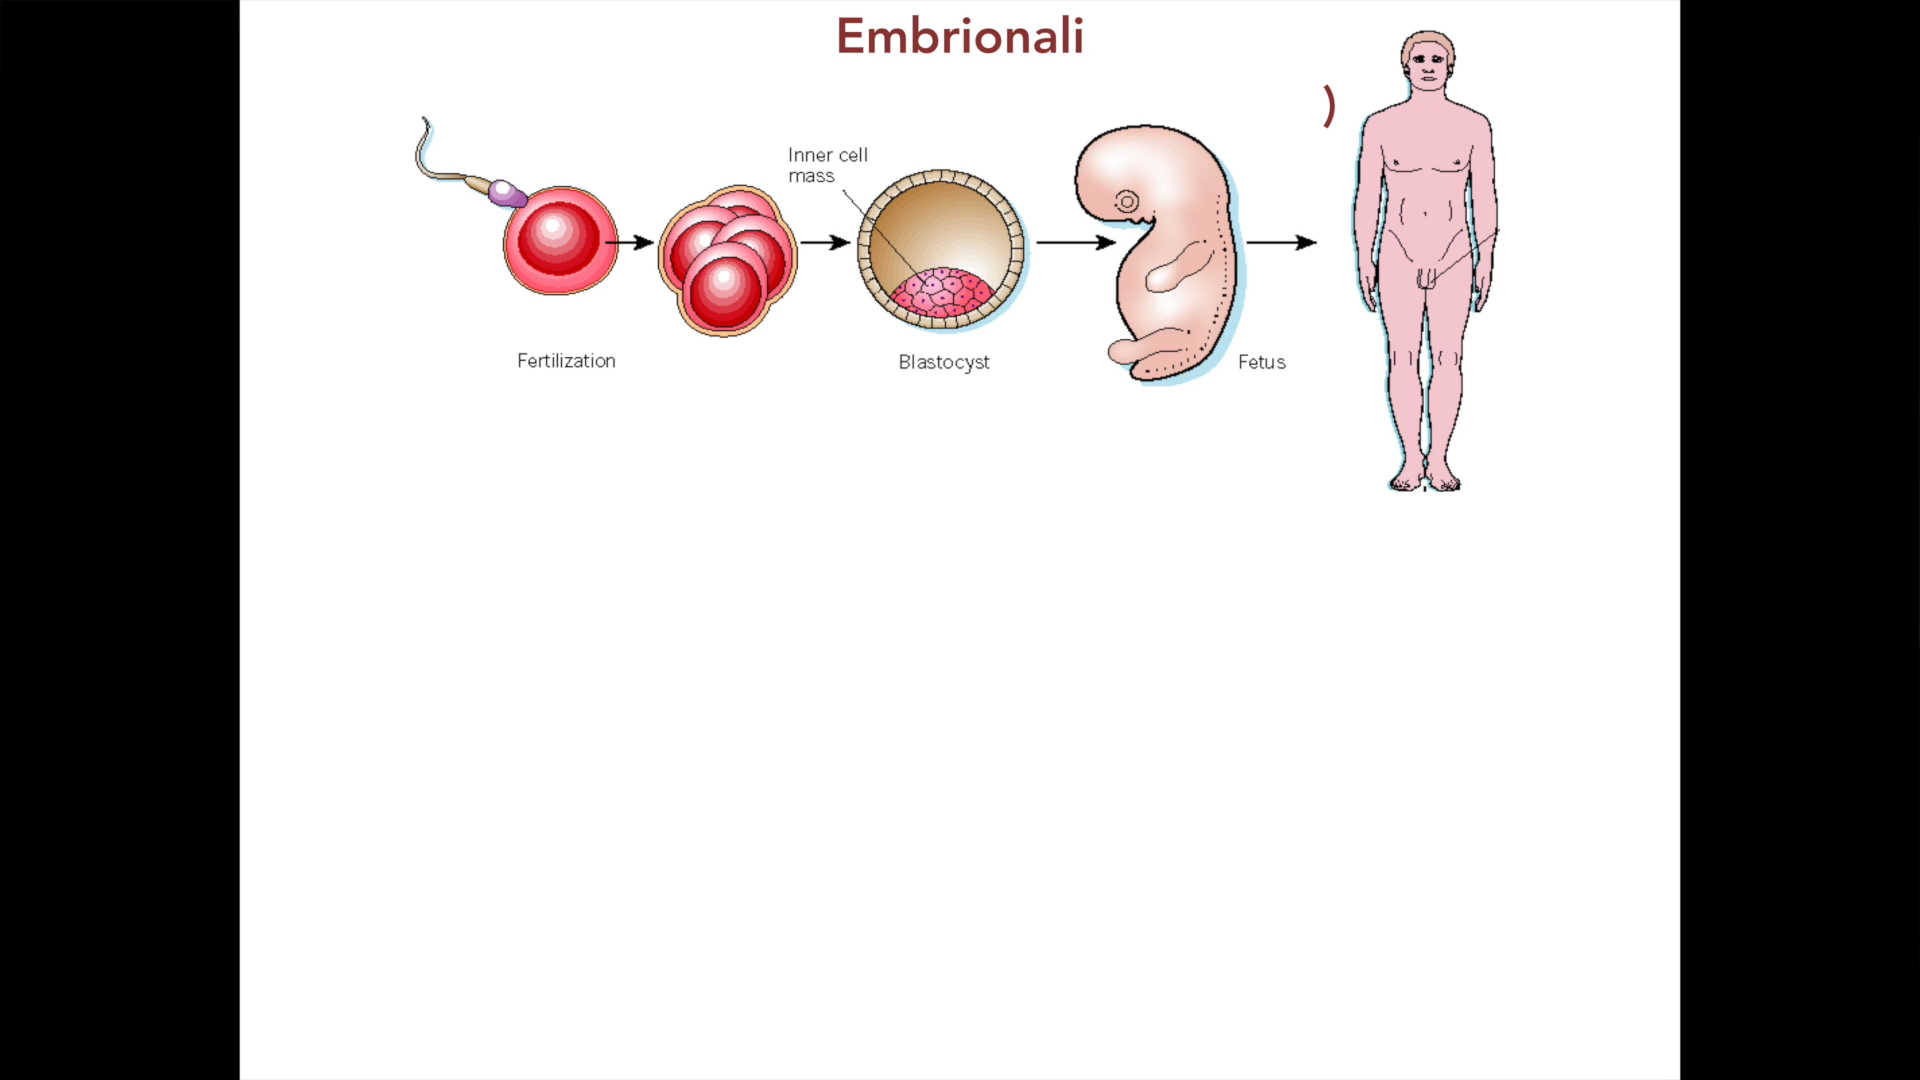 Embrionali
)
Inner cell
mass
Fertilization
Blastocyst
Fetus